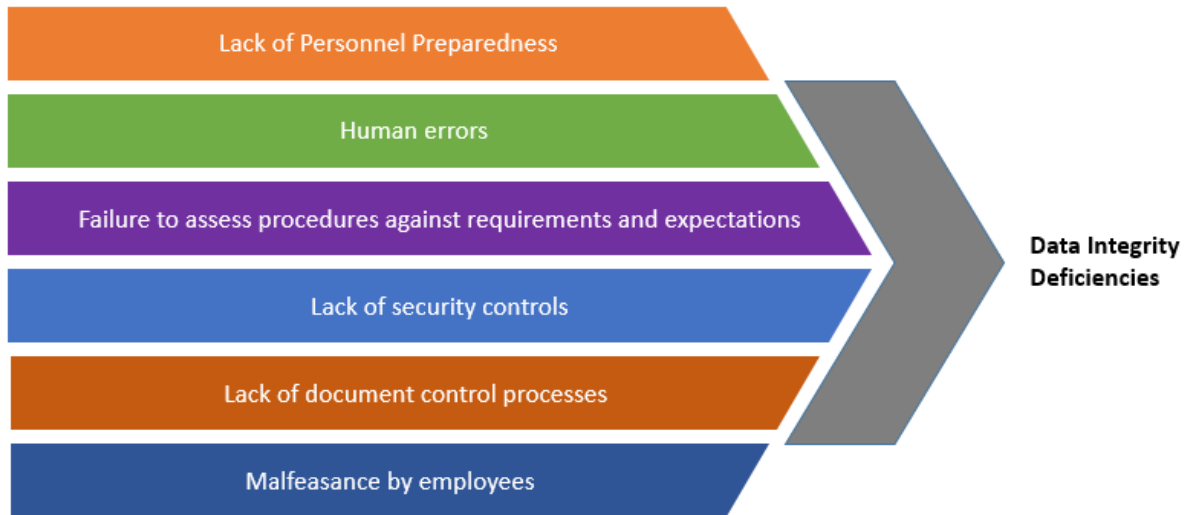 Lack of Personnel Preparedness
Human errors
Failure to assess procedures against requirements and expectations
Lack of security controls
Lack of document control processes
Malfeasance by employees
Data Integrity
Deficiencies